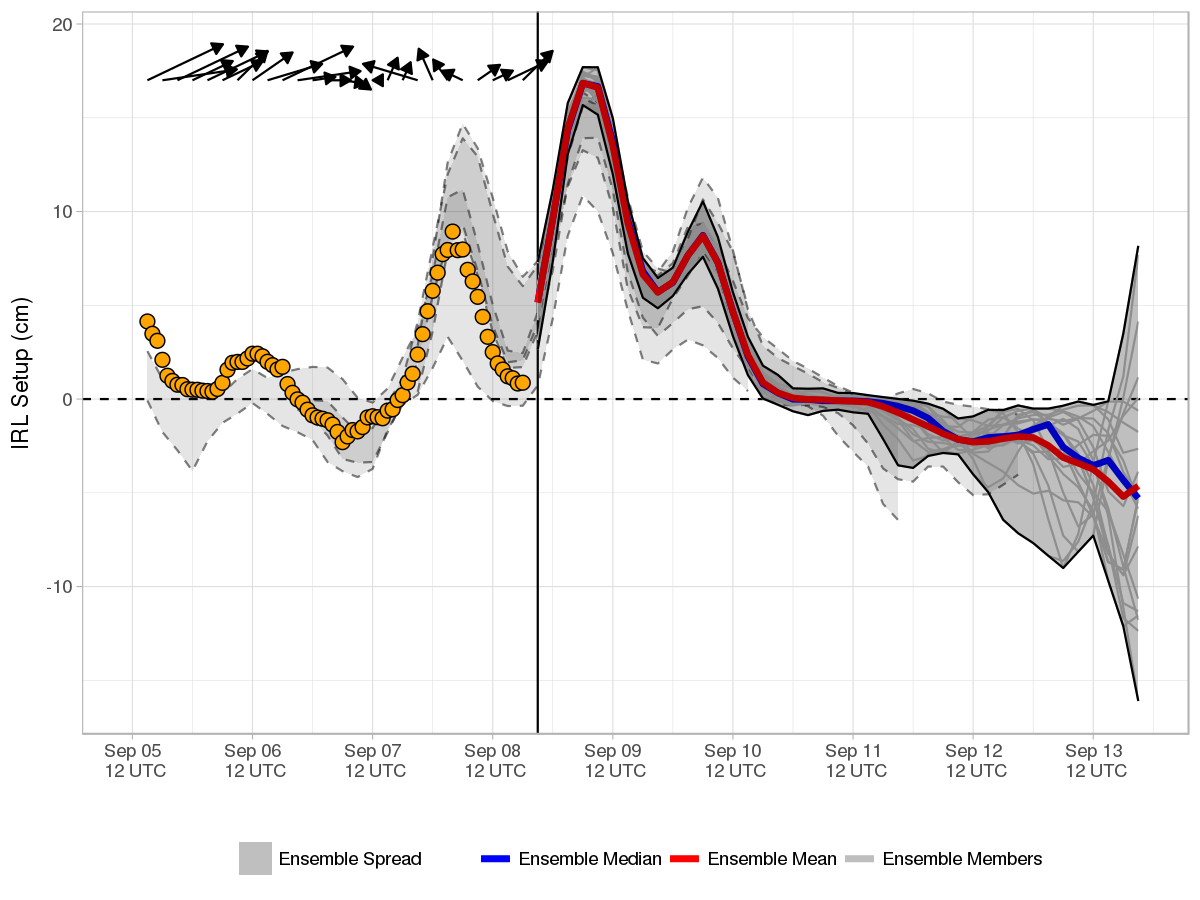 IRL Setup (cm)
20
10
0
-10
Sep 05 Sep 06 Sep 07 Sep 08 Sep 09 Sep 10 Sep 11 Sep 12 Sep 13
12 UTC 12 UTC 12 UTC 12 UTC 12 UTC 12 UTC 12 UTC 12 UTC 12 UTC
Ensemble Spread Ensemble Median Ensemble Mean Ensemble Members